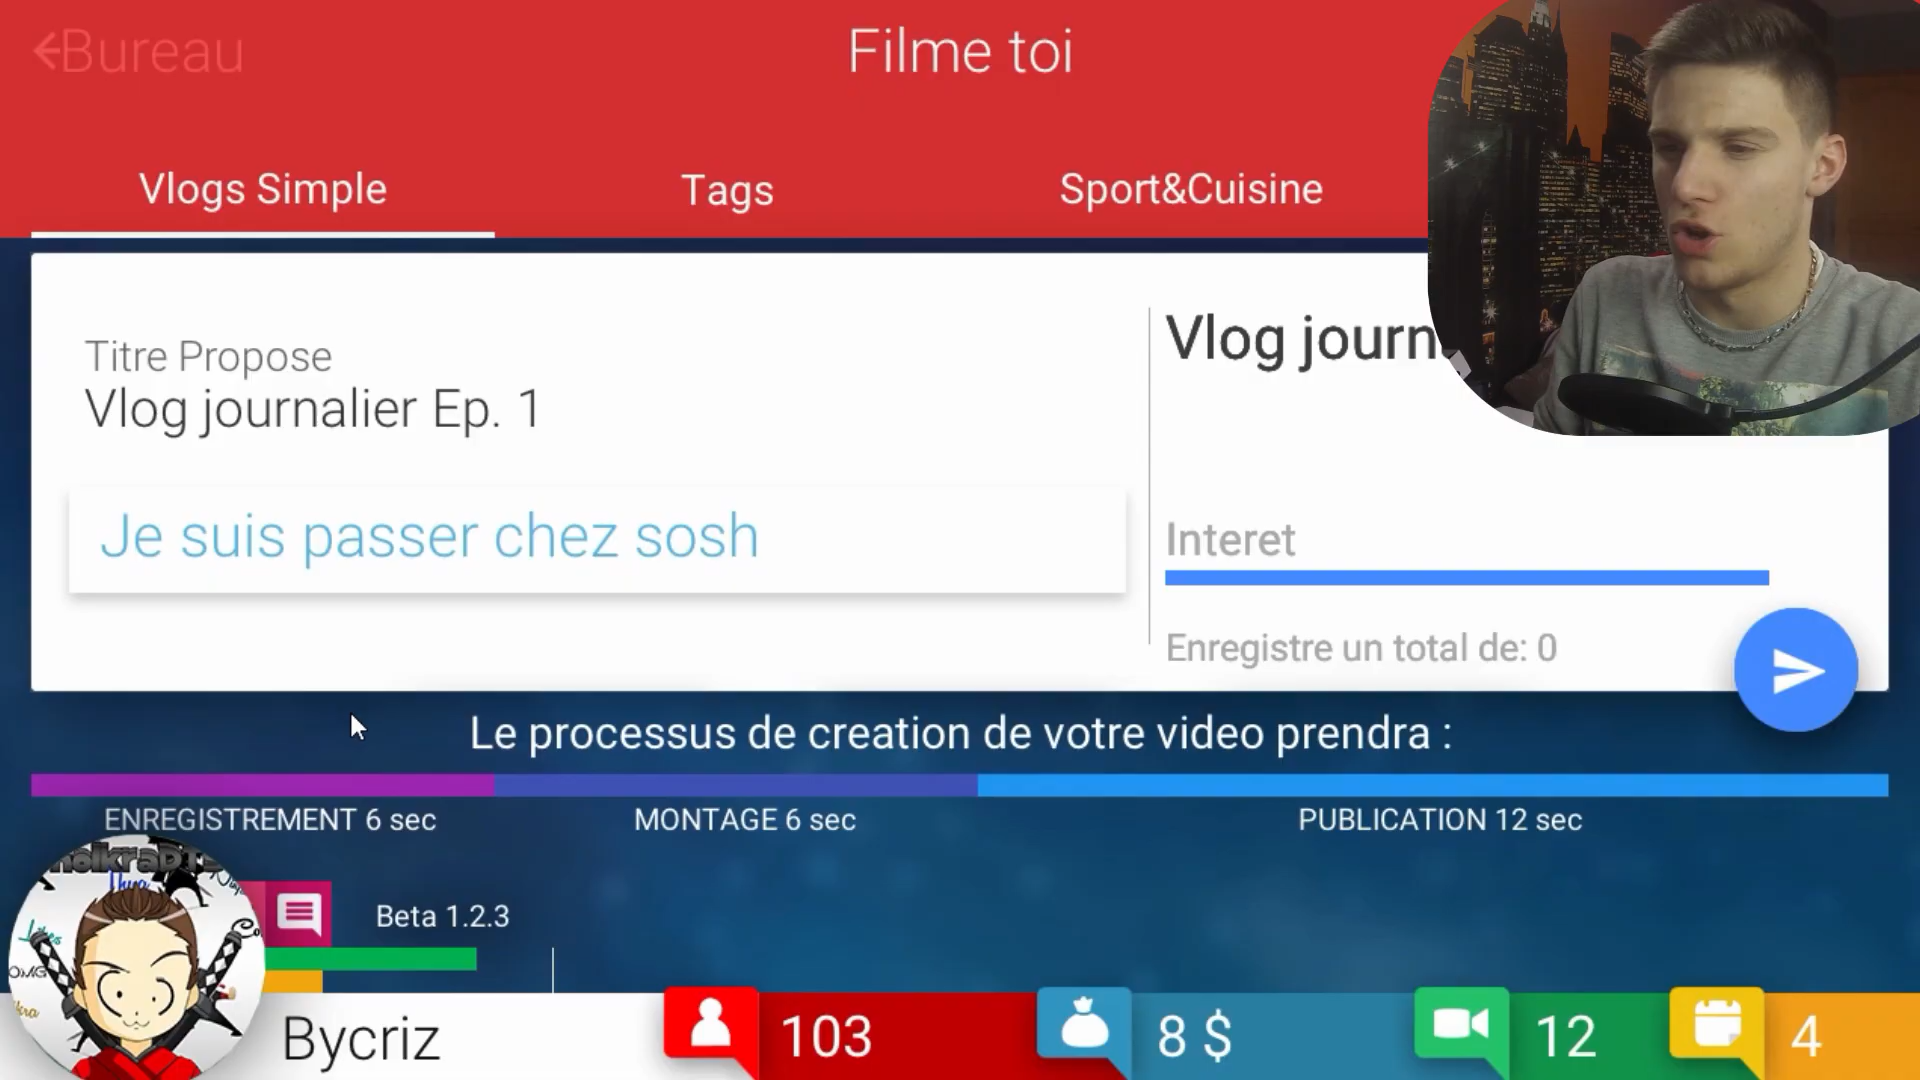 Bureau
Filme toi
Vlogs Simple
Tags
Sport&Cuisine
Titre Propose
Vlog journalier Ep. 1
Je suis passer chez sosh
Vlog journ
Interet
Enregistre un total de: 0
Le processus de creation de votre video prendra :
ENREGISTREMENT 6 sec
MONTAGE 6 sec
PUBLICATION 12 sec
Beta 1.2.3
OMG
Bycriz
103
8 $
12
4